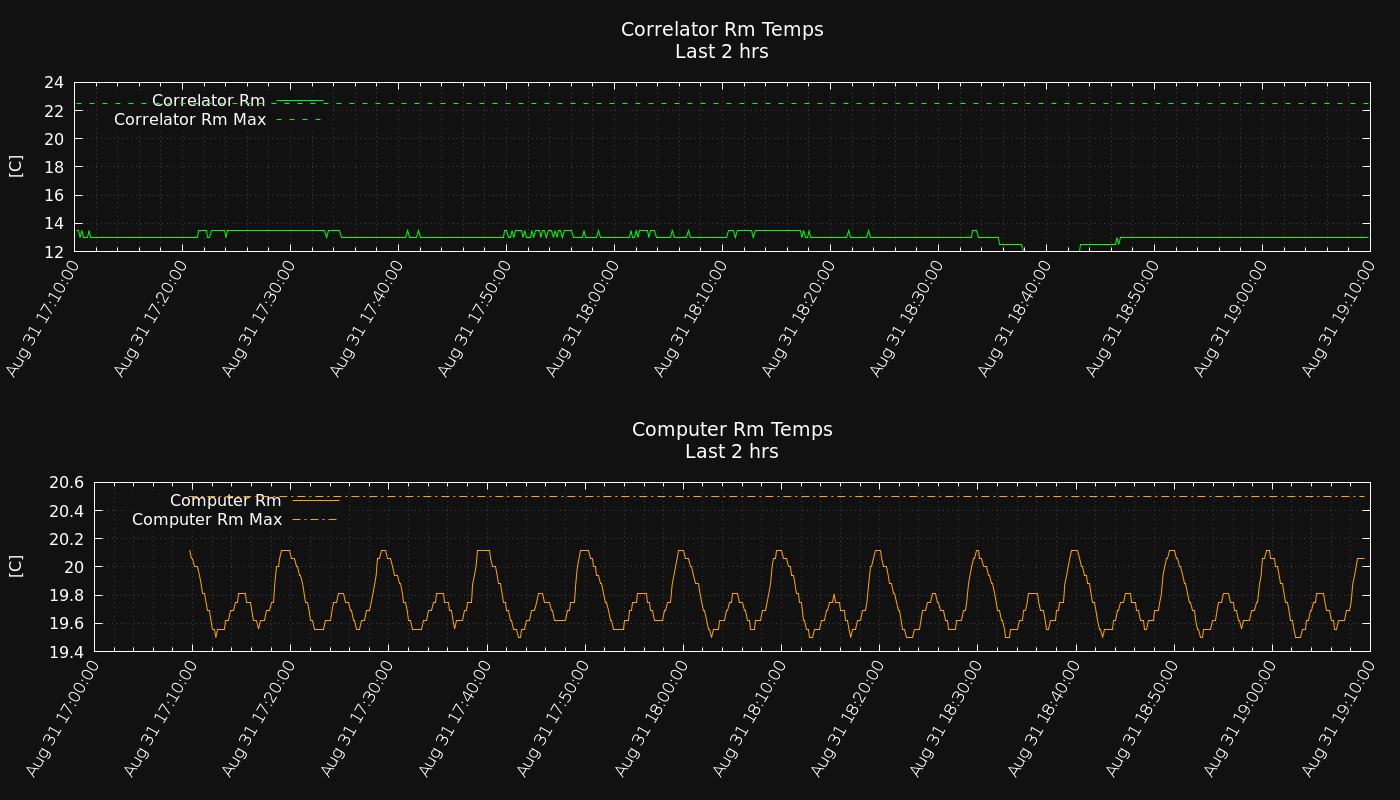 Correlator Rm Temps
Last 2 hrs
24
22
20
18
16
14
12
[C]
Correlator Rm
Correlator Rm Max
Aug 31 17:10:00
Aug 31 17:20:00
Aug 31 17:30:00
Aug 31 17:40:00
Aug 31 17:50:00
Aug 31 18:00:00
Aug 31 18:10:00
Aug 31 18:20:00
Aug 31 18:30:00
Aug 31 18:40:00
Aug 31 18:50:00
Aug 31 19:00:00
Aug 31 19:10:00
Computer Rm Temps
Last 2 hrs
20.6
20.4
20.2
20
19.8
19.6
19.4
[C]
Computer Rm
Computer Rm Max
Aug 31 17:00:00
Aug 31 17:10:00
Aug 31 17:20:00
Aug 31 17:30:00
Aug 31 17:40:00
Aug 31 17:50:00
Aug 31 18:00:00
Aug 31 18:10:00
Aug 31 18:20:00
Aug 31 18:30:00
Aug 31 18:40:00
Aug 31 18:50:00
Aug 31 19:00:00
Aug 31 19:10:00